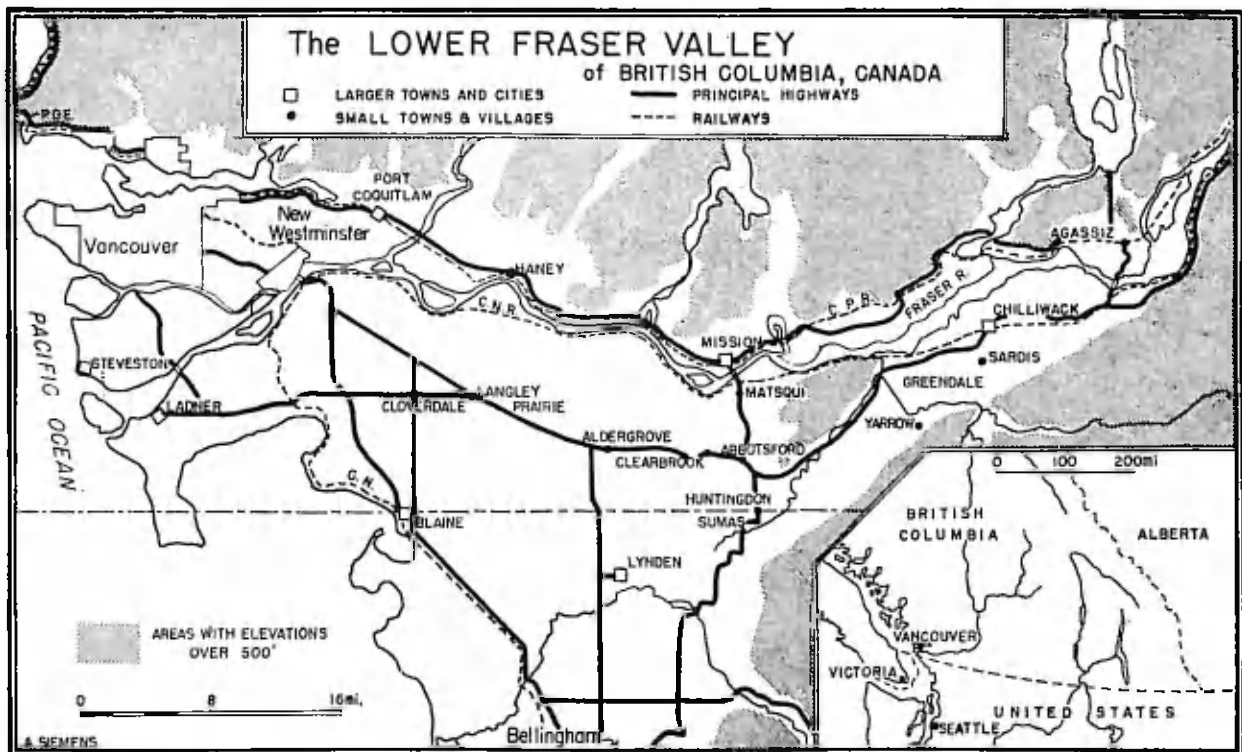 The LOWER FRASER VALLEY
of BRITISH COLUMBIA, CANADA
LARGER TOWNS AND CITIES
PRINCIPAL HIGHWAYS
SMALL TOWNS & VILLAGES
RAILWAYS
P.G.E.
PORT
COQUITLAM
New
Westminster
Vancouver
HANEY
AGASSIZ
C.N.R.
C.P.R.
FRASER R.
CHILLIWACK
PACIFIC OCEAN
STEVESTON
MISSION
SARDIS
LADNER
CLOVERDALE
LANGLEY
PRAIRIE
MATSQUI
GREENDALE
YARROW
ALDERGROVE
CLEARBROOK
ABBOTSFORD
G.N.
HUNTINGDON
SUMAS
BLAINE
LYNDEN
Bellingham
AREAS WITH ELEVATIONS
OVER 500'
0 8 16mi.
A. SIEMENS
0 100 200mi
BRITISH
COLUMBIA
ALBERTA
VANCOUVER
VICTORIA
UNITED STATES
SEATTLE